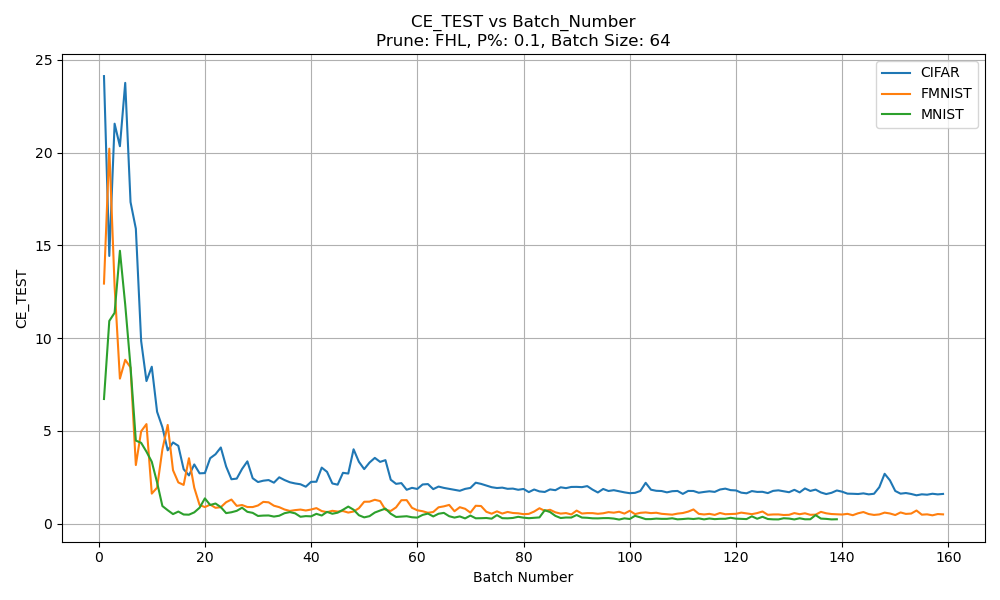 CE_TEST vs Batch_Number
Prune: FHL, P%: 0.1, Batch Size: 64
CIFAR
FMNIST
MNIST
25
20
15
10
5
0
CE_TEST
0 20 40 60 80 100 120 140 160
Batch Number